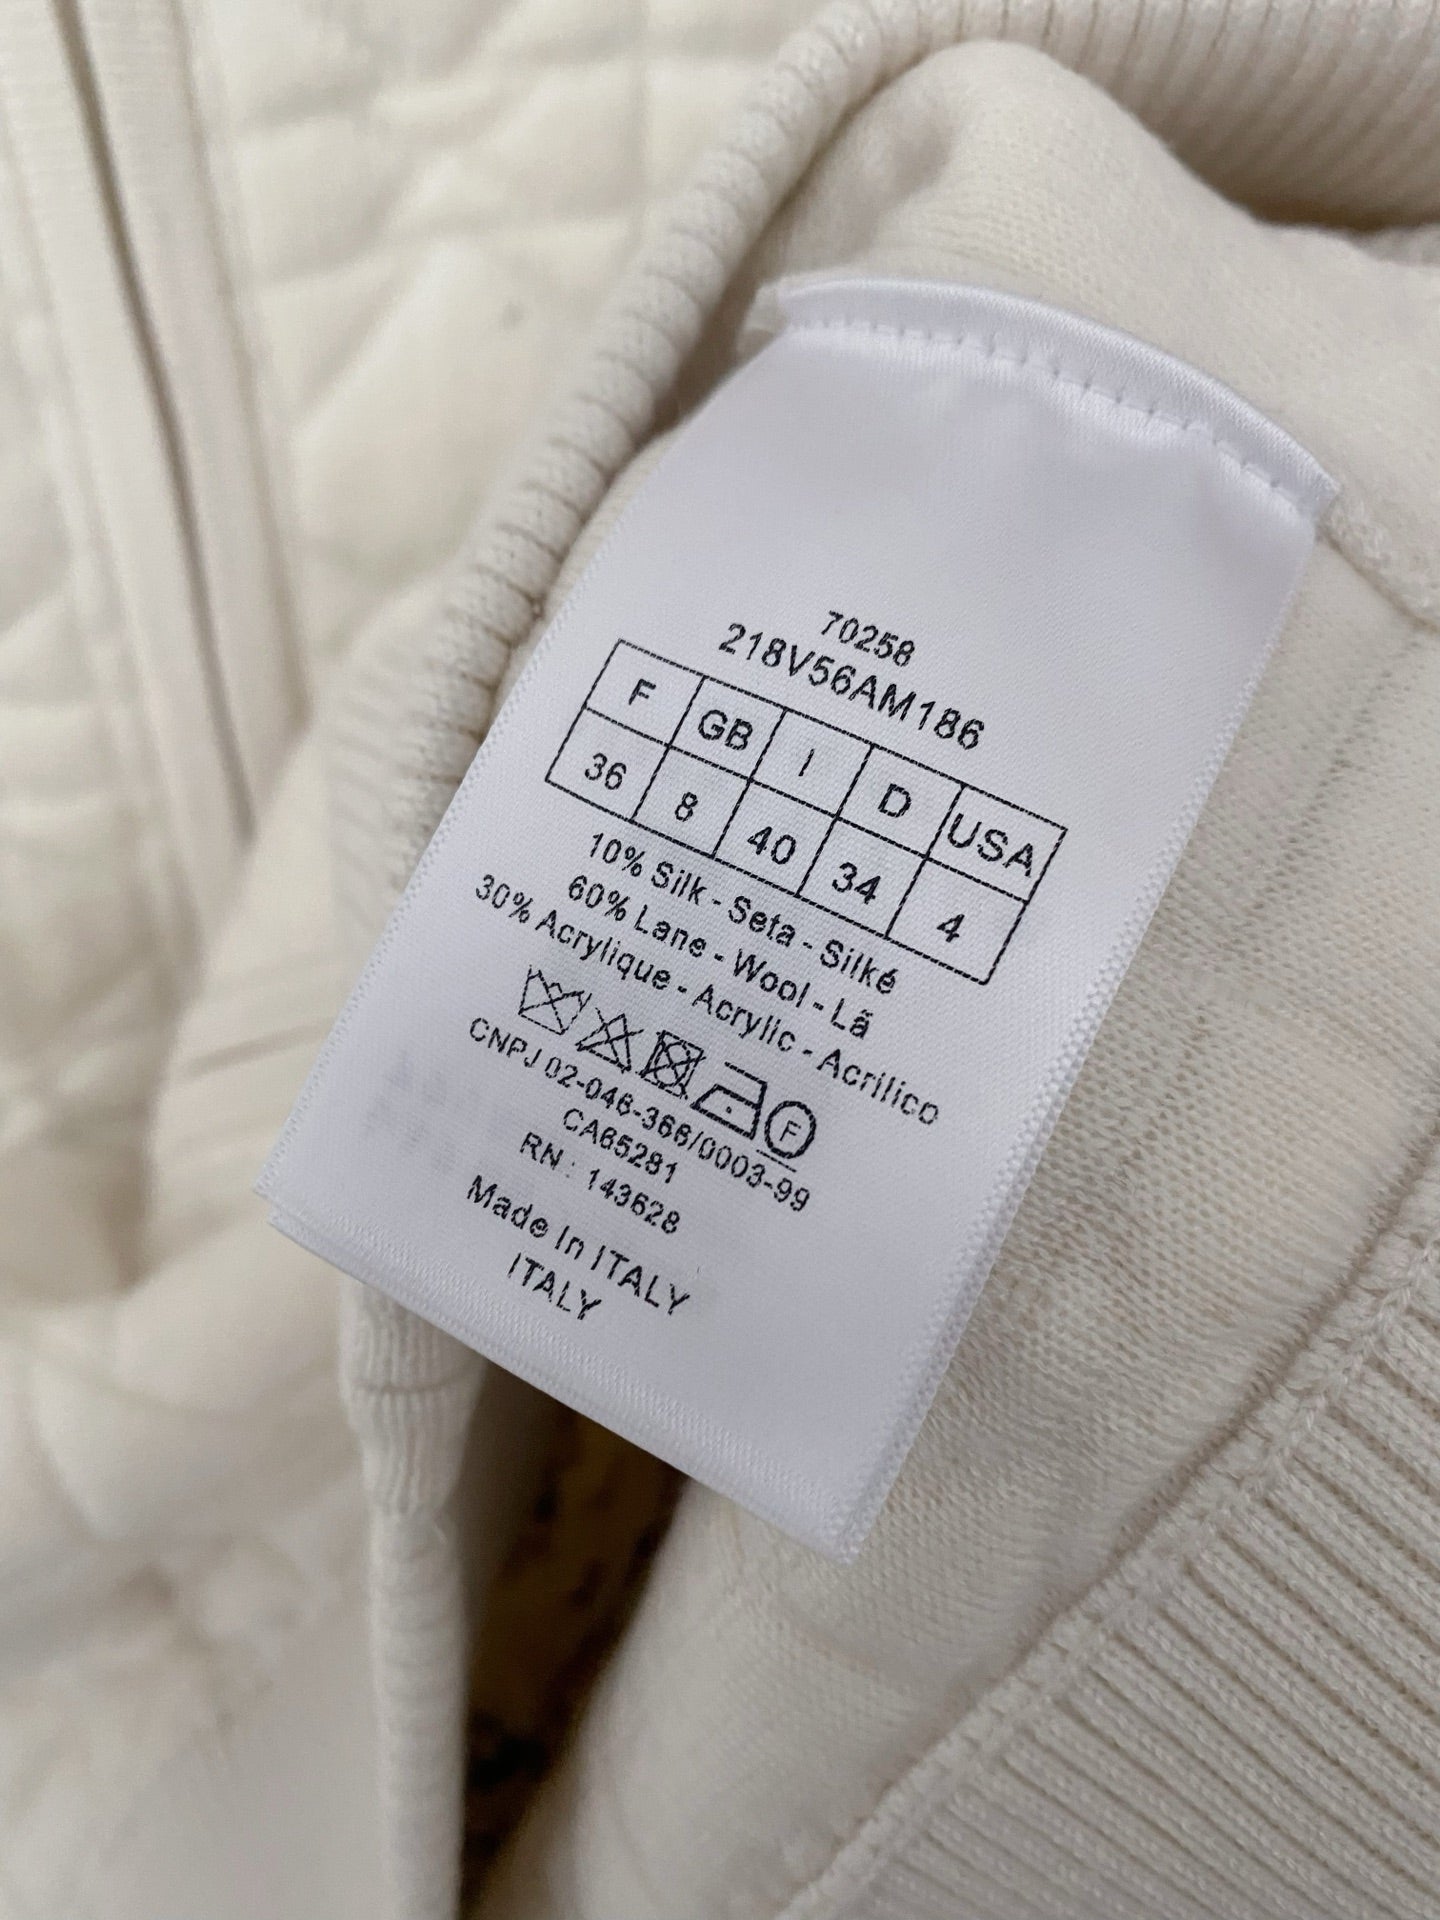 70258
218V56AM186
F GB I D USA
36 8 40 34 4
10% Silk - Seta - Silké
60% Lane - Wool - Lã
30% Acrylique - Acrylic - Acrilico
F
CNPJ 02-046-366/0003-99
CA65281
RN : 143628
Made In ITALY
ITALY